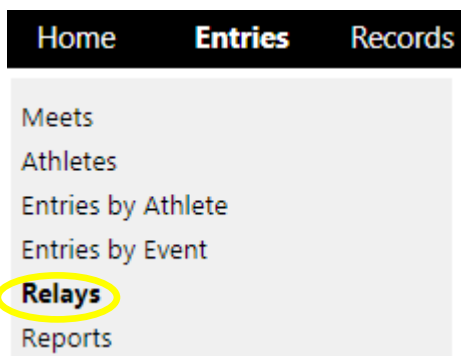 Home Entries Records
Meets
Athletes
Entries by Athlete
Entries by Event
Relays
Reports